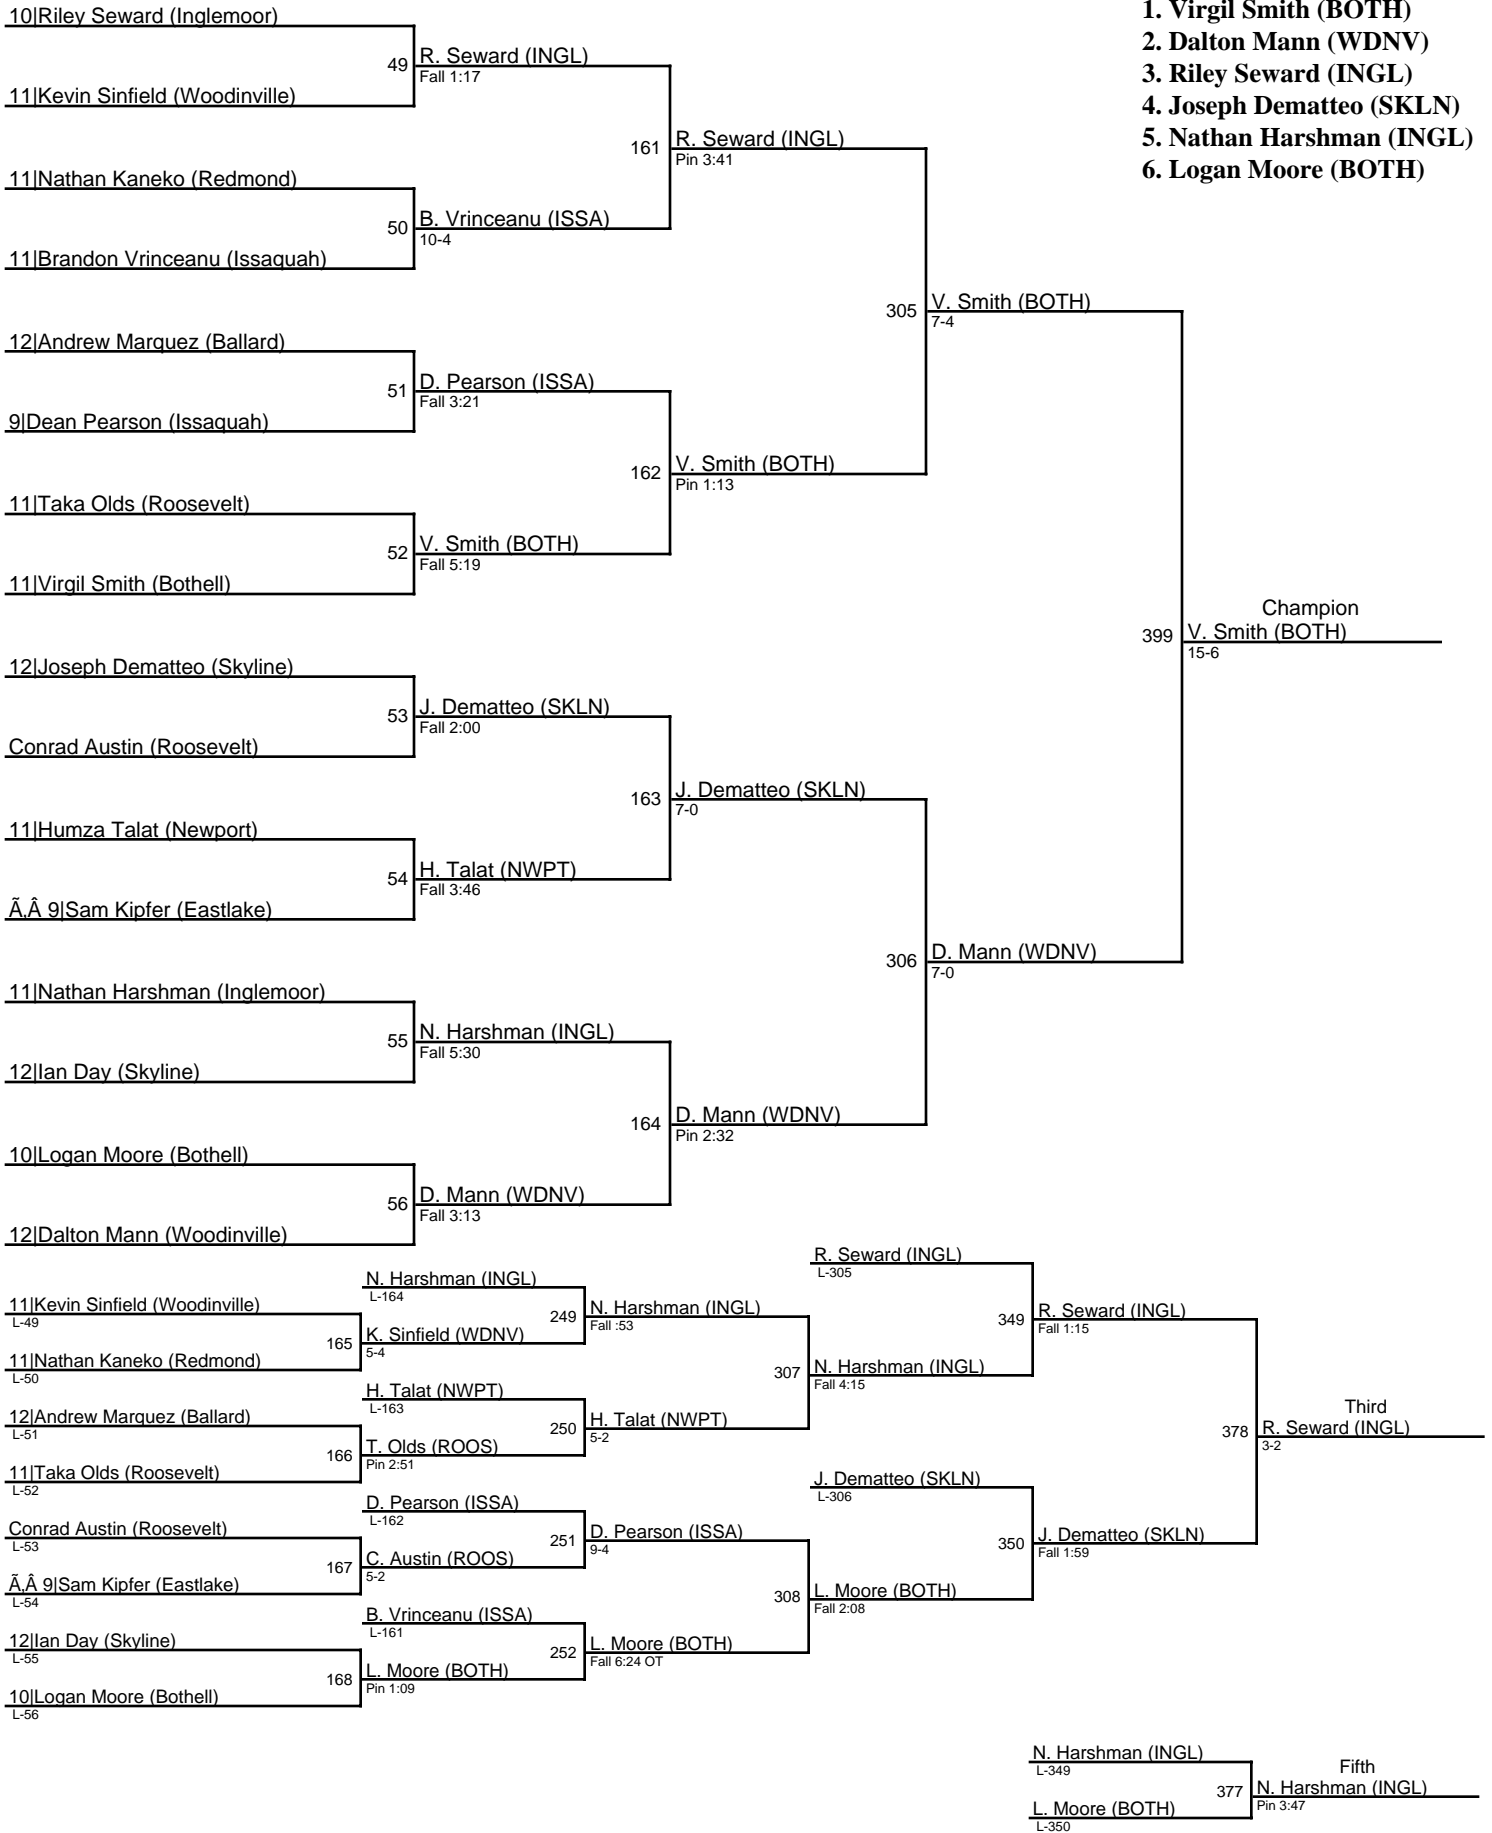 10|Riley Seward (Inglemoor)
49
R. Seward (INGL)
Fall 1:17
11|Kevin Sinfield (Woodinville)
161
R. Seward (INGL)
Pin 3:41
11|Nathan Kaneko (Redmond)
50
B. Vrinceanu (ISSA)
10-4
11|Brandon Vrinceanu (Issaquah)
305
V. Smith (BOTH)
7-4
12|Andrew Marquez (Ballard)
51
D. Pearson (ISSA)
Fall 3:21
9|Dean Pearson (Issaquah)
162
V. Smith (BOTH)
Pin 1:13
11|Taka Olds (Roosevelt)
52
V. Smith (BOTH)
Fall 5:19
11|Virgil Smith (Bothell)
399
Champion
V. Smith (BOTH)
15-6
12|Joseph Dematteo (Skyline)
53
J. Dematteo (SKLN)
Fall 2:00
Conrad Austin (Roosevelt)
163
J. Dematteo (SKLN)
7-0
11|Humza Talat (Newport)
54
H. Talat (NWPT)
Fall 3:46
Ã‚Â 9|Sam Kipfer (Eastlake)
306
D. Mann (WDNV)
7-0
11|Nathan Harshman (Inglemoor)
55
N. Harshman (INGL)
Fall 5:30
12|Ian Day (Skyline)
164
D. Mann (WDNV)
Pin 2:32
10|Logan Moore (Bothell)
56
D. Mann (WDNV)
Fall 3:13
12|Dalton Mann (Woodinville)
1. Virgil Smith (BOTH)
2. Dalton Mann (WDNV)
3. Riley Seward (INGL)
4. Joseph Dematteo (SKLN)
5. Nathan Harshman (INGL)
6. Logan Moore (BOTH)
11|Kevin Sinfield (Woodinville)
L-49
165
11|Nathan Kaneko (Redmond)
L-50
N. Harshman (INGL)
L-164
K. Sinfield (WDNV)
5-4
249
N. Harshman (INGL)
Fall :53
12|Andrew Marquez (Ballard)
L-51
166
11|Taka Olds (Roosevelt)
L-52
H. Talat (NWPT)
L-163
T. Olds (ROOS)
Pin 2:51
250
H. Talat (NWPT)
5-2
307
R. Seward (INGL)
L-305
N. Harshman (INGL)
Fall 4:15
349
R. Seward (INGL)
Fall 1:15
Conrad Austin (Roosevelt)
L-53
167
Ã‚Â 9|Sam Kipfer (Eastlake)
L-54
D. Pearson (ISSA)
L-162
C. Austin (ROOS)
5-2
251
D. Pearson (ISSA)
9-4
12|Ian Day (Skyline)
L-55
168
10|Logan Moore (Bothell)
L-56
B. Vrinceanu (ISSA)
L-161
L. Moore (BOTH)
Pin 1:09
252
L. Moore (BOTH)
Fall 6:24 OT
308
J. Dematteo (SKLN)
L-306
L. Moore (BOTH)
Fall 2:08
350
J. Dematteo (SKLN)
Fall 1:59
378
Third
R. Seward (INGL)
3-2
N. Harshman (INGL)
L-349
377
L. Moore (BOTH)
L-350
Fifth
N. Harshman (INGL)
Pin 3:47